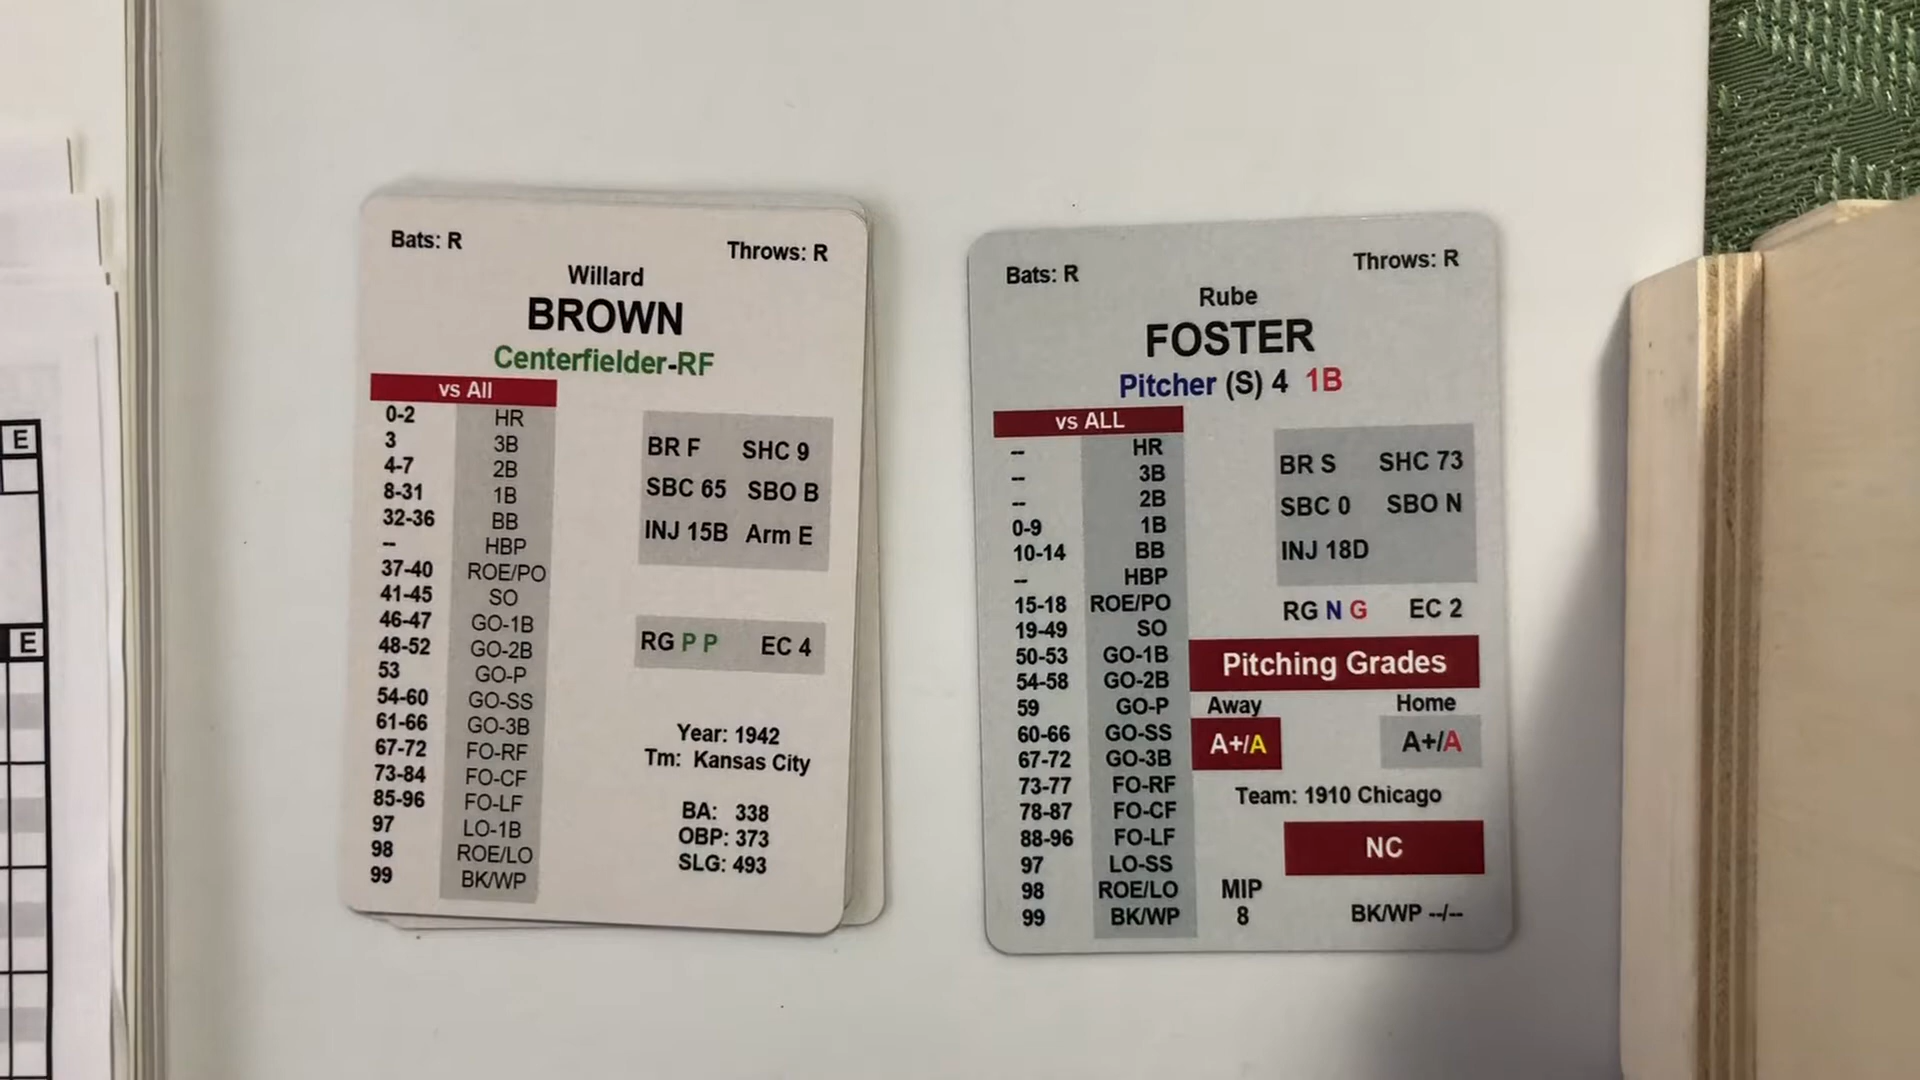 E
E
Bats: R Throws: R
Willard
BROWN
Centerfielder-RF
vs All
0-2 HR
3 3B
4-7 2B
8-31 1B
32-36 BB
-- HBP
37-40 ROE/PO
41-45 SO
46-47 GO-1B
48-52 GO-2B
53 GO-P
54-60 GO-SS
61-66 GO-3B
67-72 FO-RF
73-84 FO-CF
85-96 FO-LF
97 LO-1B
98 ROE/LO
99 BK/WP
BR F SHC 9
SBC 65 SBO B
INJ 15B Arm E
RG P P EC 4
Year: 1942
Tm: Kansas City
BA: 338
OBP: 373
SLG: 493
Bats: R Throws: R
Rube
FOSTER
Pitcher (S) 4 1B
vs ALL
-- HR
-- 3B
-- 2B
0-9 1B
10-14 BB
-- HBP
15-18 ROE/PO
19-49 SO
50-53 GO-1B
54-58 GO-2B
59 GO-P
60-66 GO-SS
67-72 GO-3B
73-77 FO-RF
78-87 FO-CF
88-96 FO-LF
97 LO-SS
98 ROE/LO
99 BK/WP
BR S SHC 73
SBC 0 SBO N
INJ 18D
RG N G EC 2
Pitching Grades
Away Home
A+/A A+/A
Team: 1910 Chicago
NC
MIP
8
BK/WP --/--